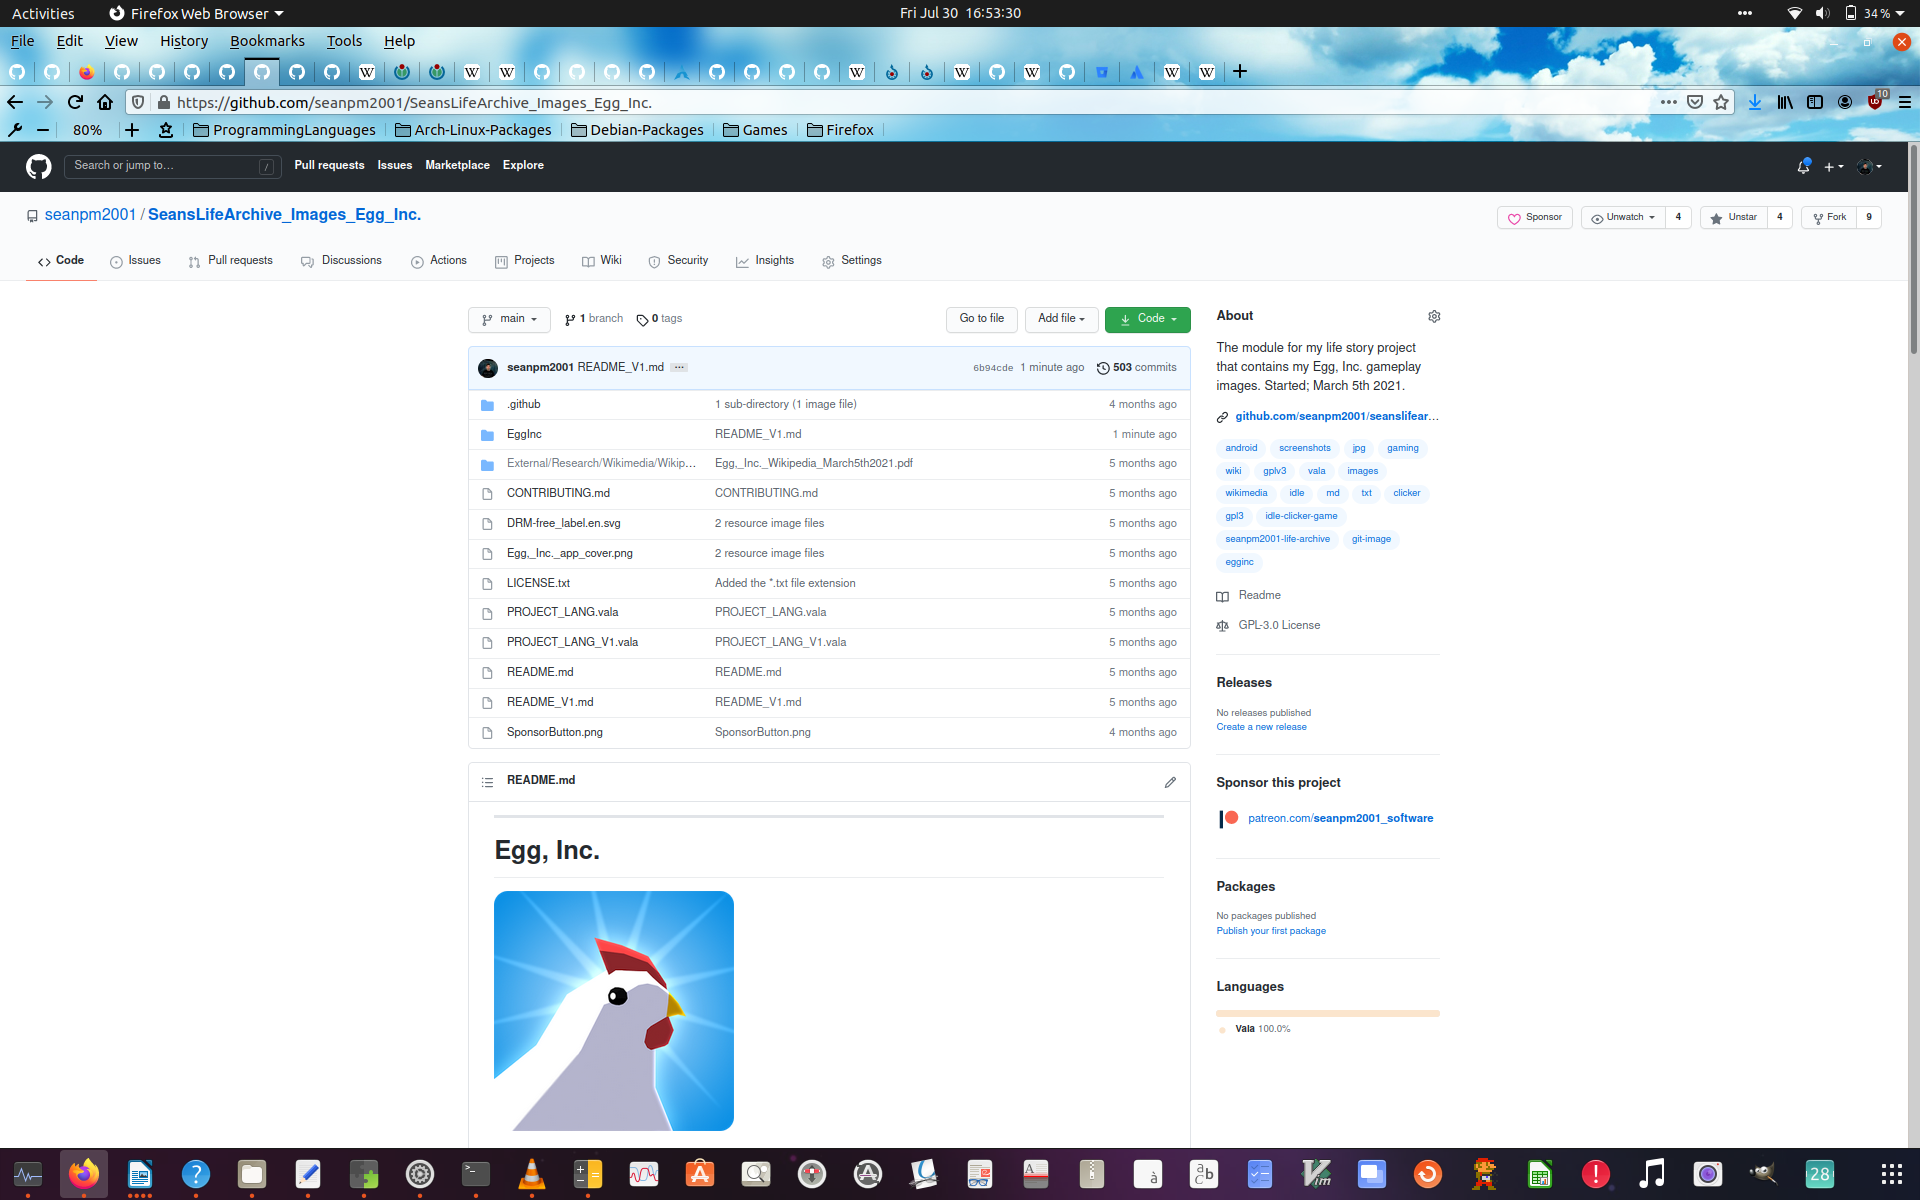 Activities Firefox Web Browser Fri Jul 30 16:53:30 34 %
File Edit View History Bookmarks Tools Help
https://github.com/seanpm2001/SeansLifeArchive_Images_Egg_Inc. 10
80% ProgrammingLanguages Arch-Linux-Packages Debian-Packages Games Firefox
Search or jump to… / Pull requests Issues Marketplace Explore
seanpm2001 / SeansLifeArchive_Images_Egg_Inc. Sponsor Unwatch 4 Unstar 4 Fork 9
Code Issues Pull requests Discussions Actions Projects Wiki Security Insights Settings
main 1 branch 0 tags Go to file Add file Code
seanpm2001 README_V1.md ... 6b94cde 1 minute ago 503 commits
.github 1 sub-directory (1 image file) 4 months ago
EggInc README_V1.md 1 minute ago
External/Research/Wikimedia/Wikip... Egg,_Inc._Wikipedia_March5th2021.pdf 5 months ago
CONTRIBUTING.md CONTRIBUTING.md 5 months ago
DRM-free_label.en.svg 2 resource image files 5 months ago
Egg,_Inc._app_cover.png 2 resource image files 5 months ago
LICENSE.txt Added the *.txt file extension 5 months ago
PROJECT_LANG.vala PROJECT_LANG.vala 5 months ago
PROJECT_LANG_V1.vala PROJECT_LANG_V1.vala 5 months ago
README.md README.md 5 months ago
README_V1.md README_V1.md 5 months ago
SponsorButton.png SponsorButton.png 4 months ago
README.md
Egg, Inc.
About
The module for my life story project
that contains my Egg, Inc. gameplay
images. Started; March 5th 2021.
github.com/seanpm2001/seanslifear...
android screenshots jpg gaming
wiki gplv3 vala images
wikimedia idle md txt clicker
gpl3 idle-clicker-game
seanpm2001-life-archive git-image
egginc
Readme
GPL-3.0 License
Releases
No releases published
Create a new release
Sponsor this project
patreon.com/seanpm2001_software
Packages
No packages published
Publish your first package
Languages
Vala 100.0%
28